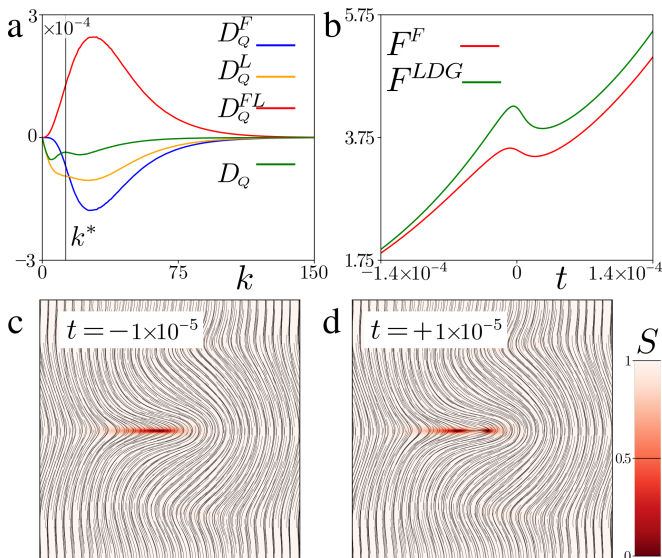 a
3
×10⁻⁴
0
−3
0
75
150
k
k*
D_Q^F
D_Q^L
D_Q^{FL}
D_Q
b
5.75
3.75
1.75
−1.4×10⁻⁴
0
1.4×10⁻⁴
t
F^F
F^{LDG}
c
t = −1×10⁻⁵
d
t = +1×10⁻⁵
S
1
0.5
0